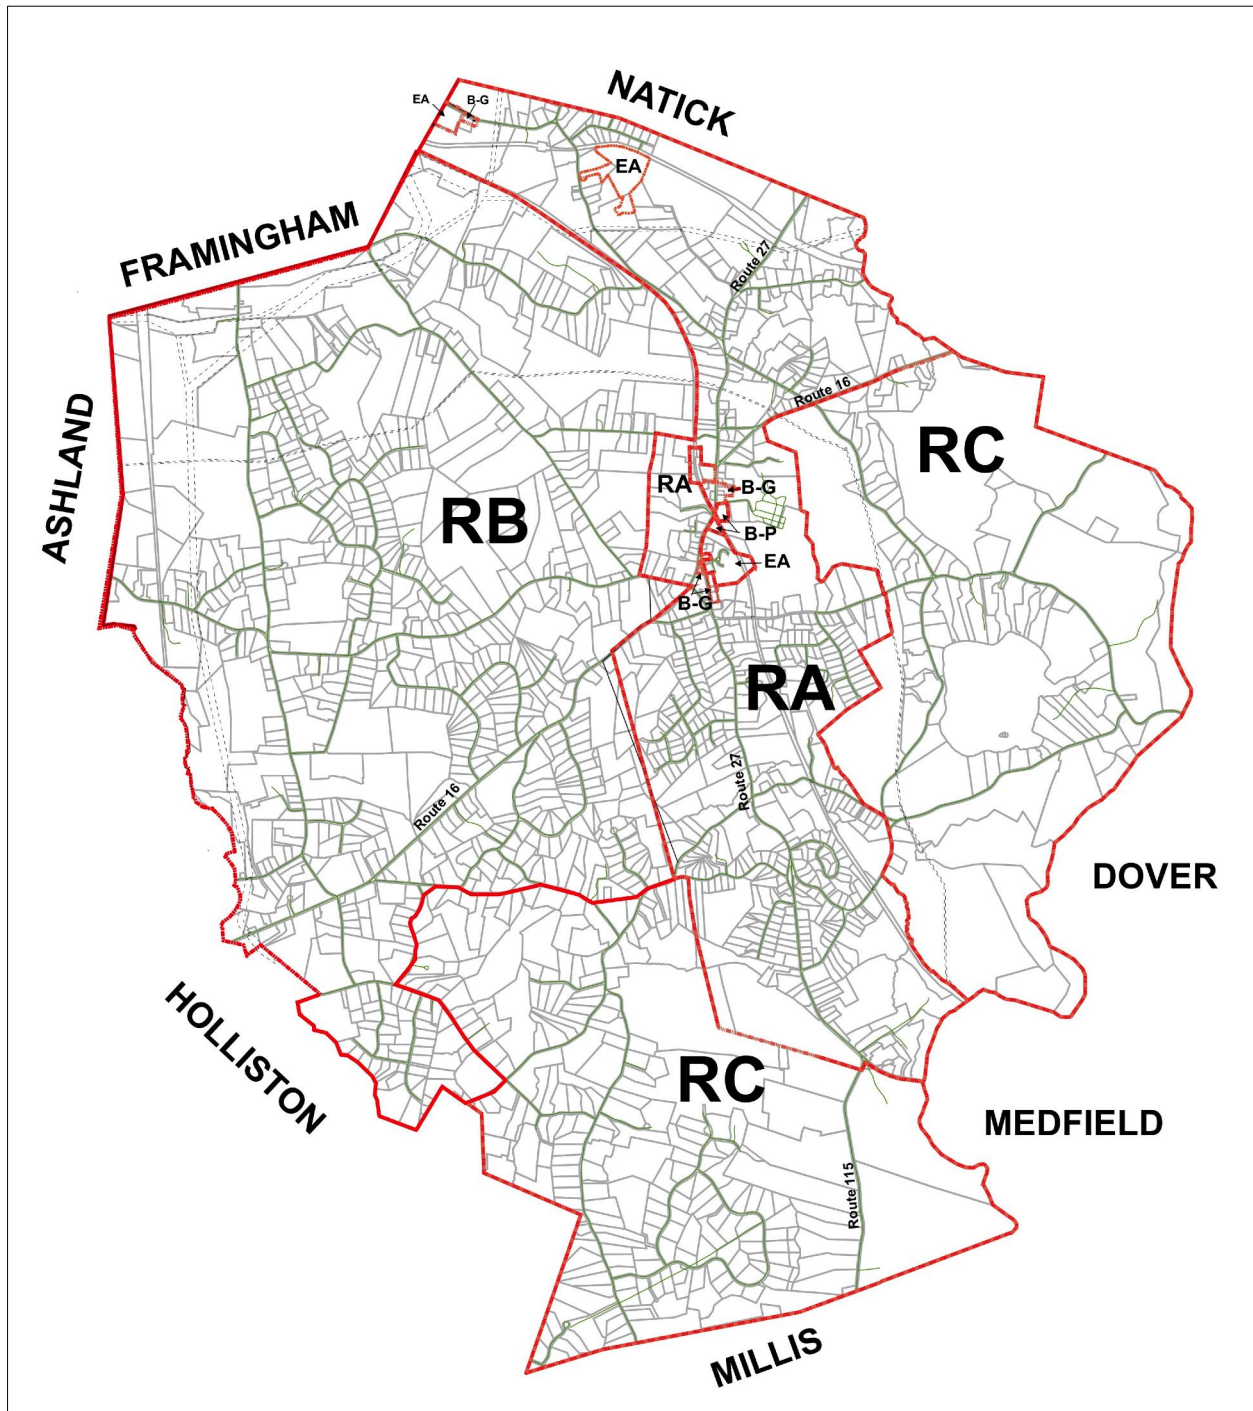 NATICK
EA
B-G
EA
FRAMINGHAM
Route 27
Route 16
ASHLAND
RC
RA
B-G
RB
B-P
EA
B-G
RA
Route 27
Route 16
DOVER
HOLLISTON
RC
MEDFIELD
Route 115
MILLIS